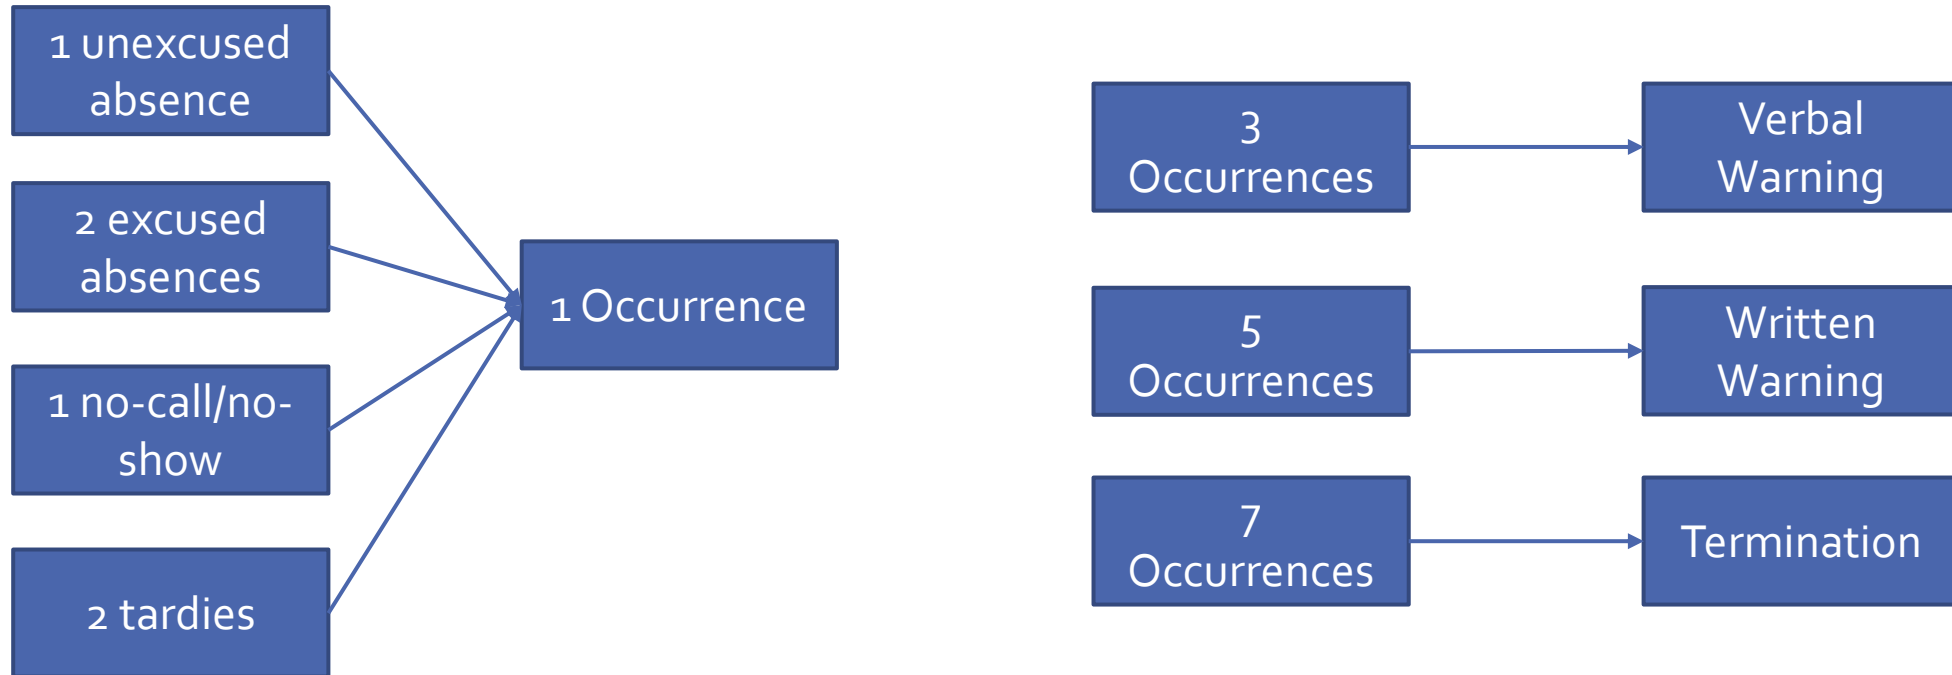 1 unexcused
absence
2 excused
absences
1 no-call/no-
show
2 tardies
1 Occurrence
3
Occurrences
Verbal
Warning
5
Occurrences
Written
Warning
7
Occurrences
Termination